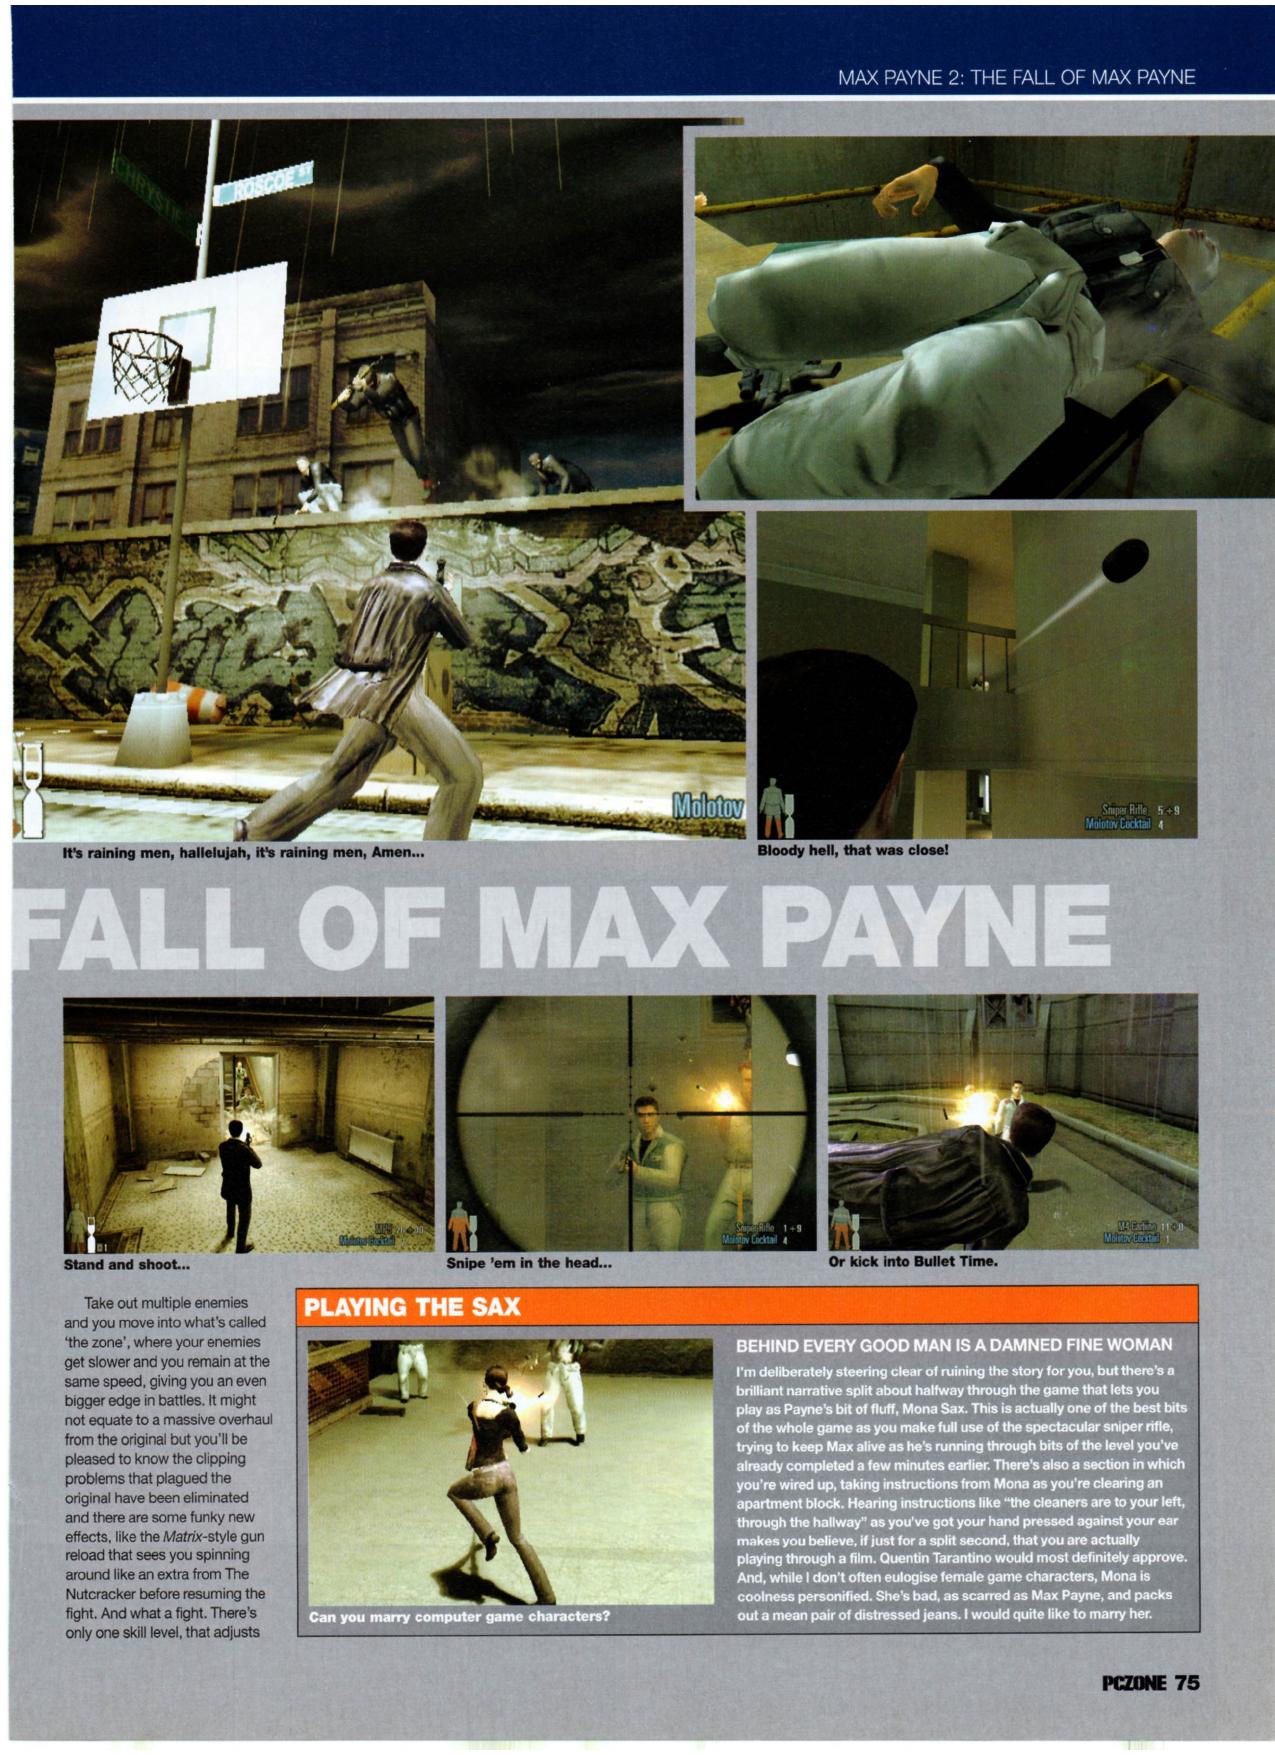 MAX PAYNE 2: THE FALL OF MAX PAYNE
CHRYSTIE
ROSCOE ST
Molotov
It's raining men, hallelujah, it's raining men, Amen...
Sniper Rifle 5 + 9
Molotov Cocktail 4
Bloody hell, that was close!
FALL OF MAX PAYNE
Molotov Cocktail
Stand and shoot...
Sniper Rifle 1 + 9
Molotov Cocktail 4
Snipe 'em in the head...
M4 Carbine 11 + 0
Molotov Cocktail 1
Or kick into Bullet Time.
Take out multiple enemies
and you move into what's called
'the zone', where your enemies
get slower and you remain at the
same speed, giving you an even
bigger edge in battles. It might
not equate to a massive overhaul
from the original but you'll be
pleased to know the clipping
problems that plagued the
original have been eliminated
and there are some funky new
effects, like the Matrix-style gun
reload that sees you spinning
around like an extra from The
Nutcracker before resuming the
fight. And what a fight. There's
only one skill level, that adjusts
PLAYING THE SAX
Can you marry computer game characters?
BEHIND EVERY GOOD MAN IS A DAMNED FINE WOMAN
I'm deliberately steering clear of ruining the story for you, but there's a
brilliant narrative split about halfway through the game that lets you
play as Payne's bit of fluff, Mona Sax. This is actually one of the best bits
of the whole game as you make full use of the spectacular sniper rifle,
trying to keep Max alive as he's running through bits of the level you've
already completed a few minutes earlier. There's also a section in which
you're wired up, taking instructions from Mona as you're clearing an
apartment block. Hearing instructions like "the cleaners are to your left,
through the hallway" as you've got your hand pressed against your ear
makes you believe, if just for a split second, that you are actually
playing through a film. Quentin Tarantino would most definitely approve.
And, while I don't often eulogise female game characters, Mona is
coolness personified. She's bad, as scarred as Max Payne, and packs
out a mean pair of distressed jeans. I would quite like to marry her.
PCZONE 75